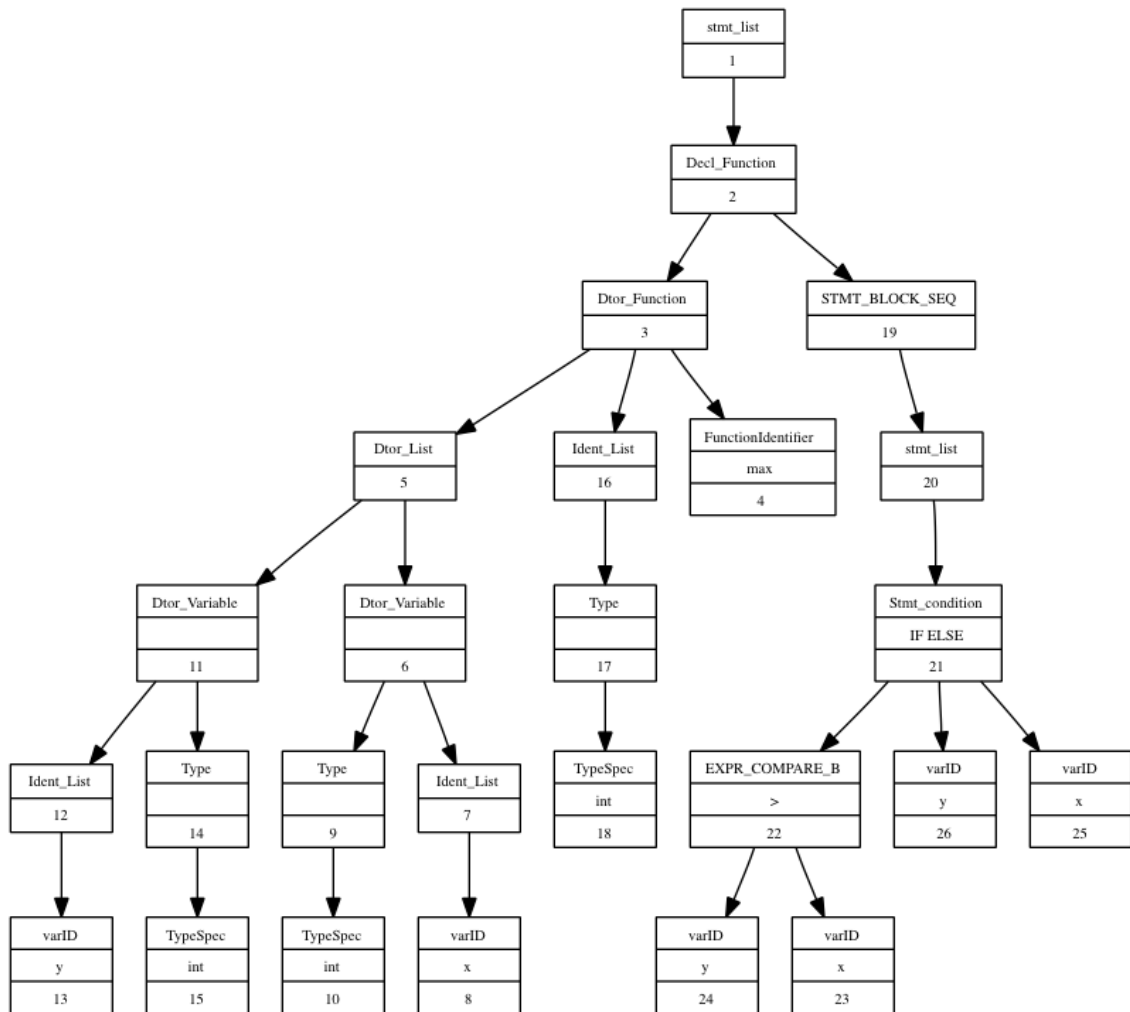 stmt_list
1
Decl_Function
2
Dtor_Function
3
STMT_BLOCK_SEQ
19
Dtor_List
5
Ident_List
16
FunctionIdentifier
max
4
stmt_list
20
Dtor_Variable
11
Dtor_Variable
6
Type
17
Stmt_condition
IF ELSE
21
Ident_List
12
Type
14
Type
9
Ident_List
7
TypeSpec
int
18
EXPR_COMPARE_B
>
22
varID
y
26
varID
x
25
varID
y
13
TypeSpec
int
15
TypeSpec
int
10
varID
x
8
varID
y
24
varID
x
23